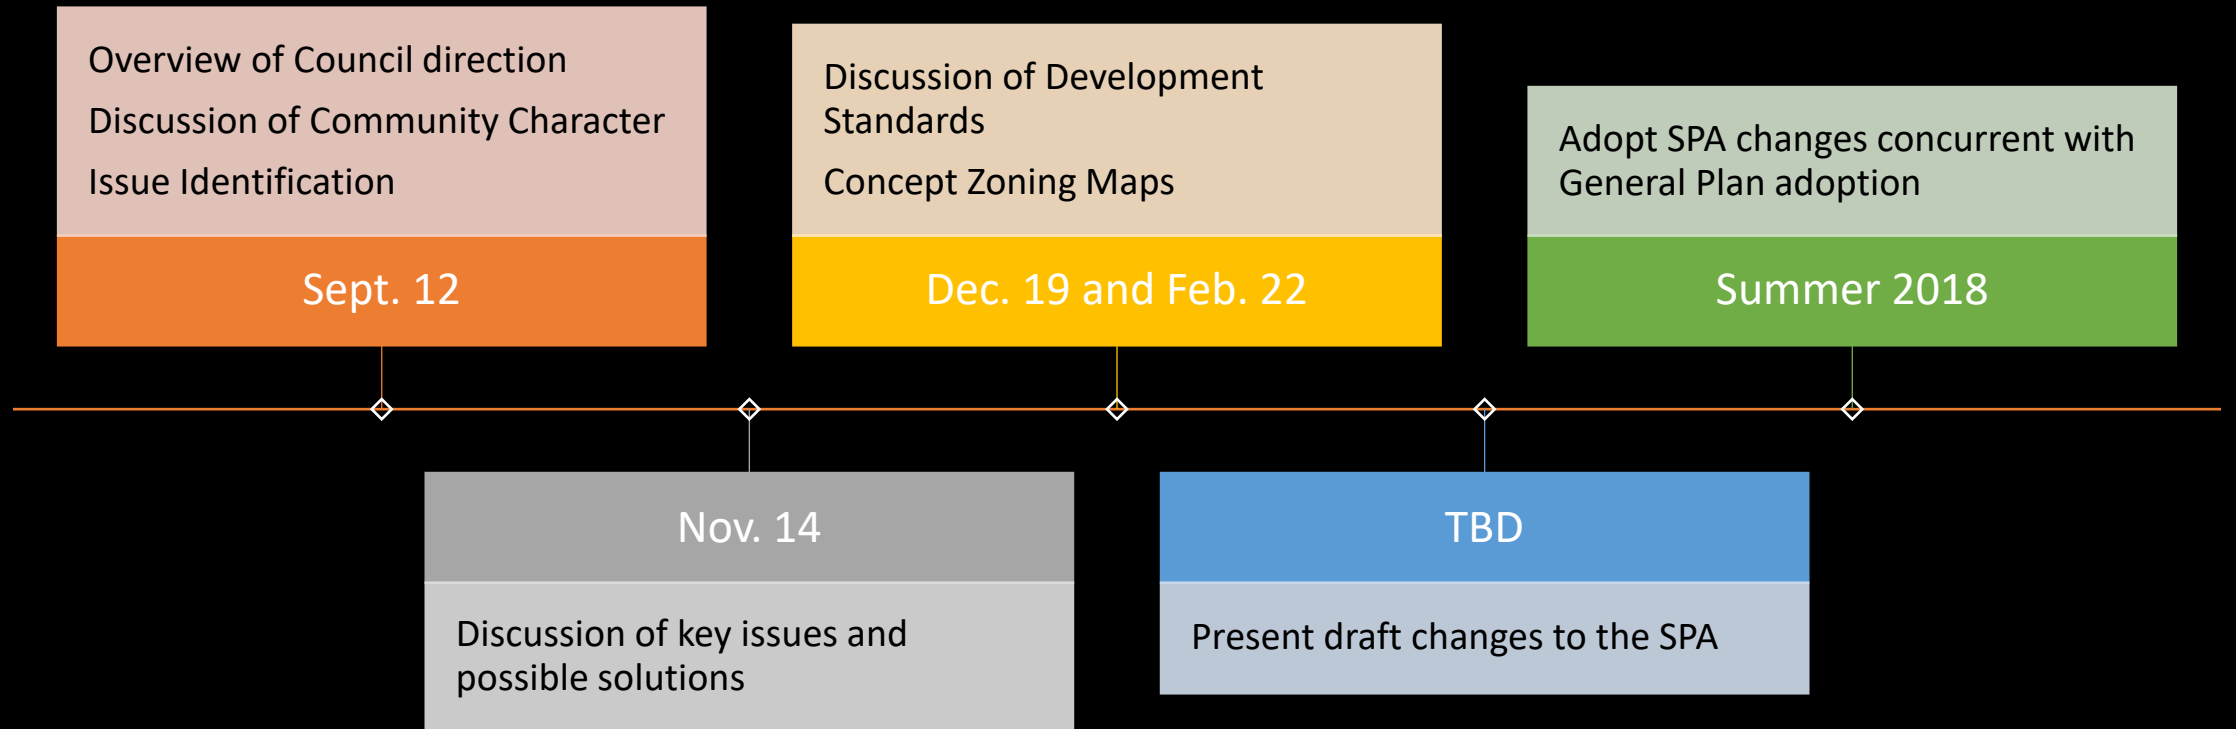 Overview of Council direction
Discussion of Community Character
Issue Identification
Sept. 12
Nov. 14
Discussion of key issues and
possible solutions
Discussion of Development
Standards
Concept Zoning Maps
Dec. 19 and Feb. 22
TBD
Present draft changes to the SPA
Adopt SPA changes concurrent with
General Plan adoption
Summer 2018